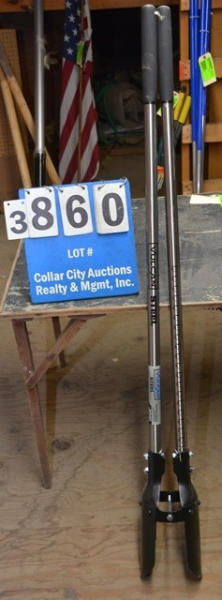 3860
LOT #
Collar City Auctions
Realty & Mgmt, Inc.